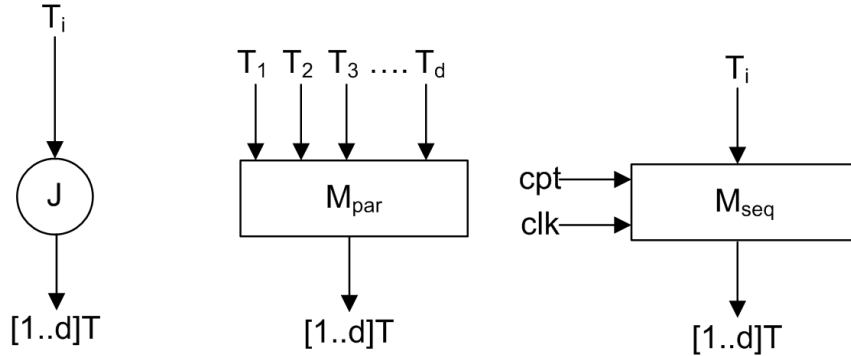 Ti
J
[1..d]T
T1 T2 T3 .... Td
Mpar
[1..d]T
Ti
cpt
clk
Mseq
[1..d]T